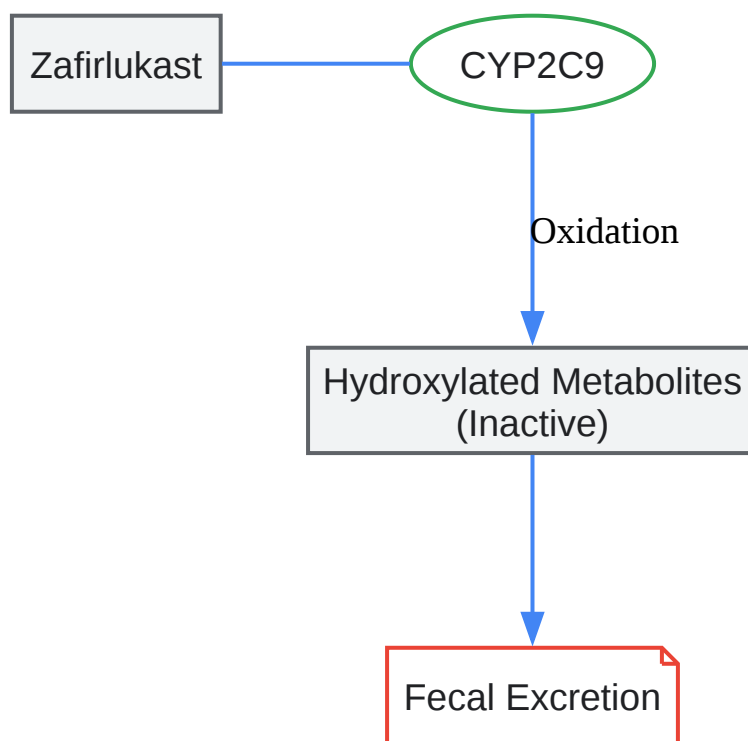 Zafirlukast
CYP2C9
Oxidation
Hydroxylated Metabolites
(Inactive)
Fecal Excretion